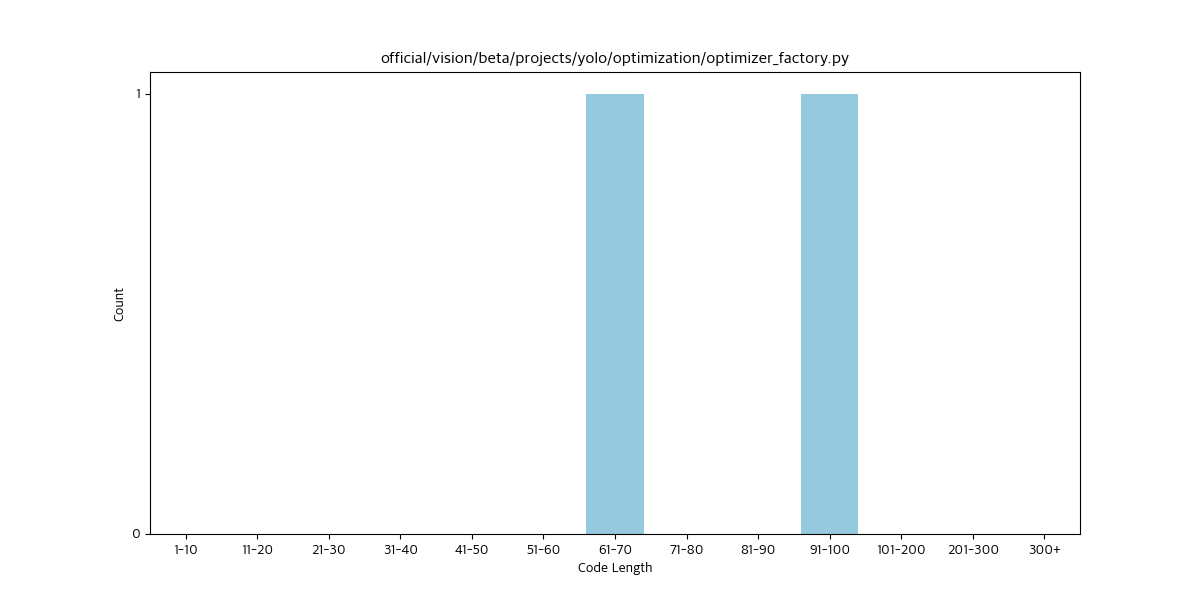 official/vision/beta/projects/yolo/optimization/optimizer_factory.py
1
Count
0
1-10 11-20 21-30 31-40 41-50 51-60 61-70 71-80 81-90 91-100 101-200 201-300 300+
Code Length